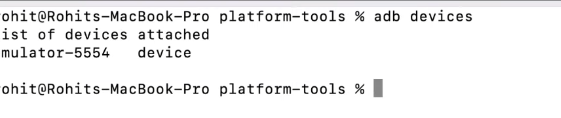 ohit@Rohits-MacBook-Pro platform-tools % adb devices
ist of devices attached
mulator-5554   device
ohit@Rohits-MacBook-Pro platform-tools %